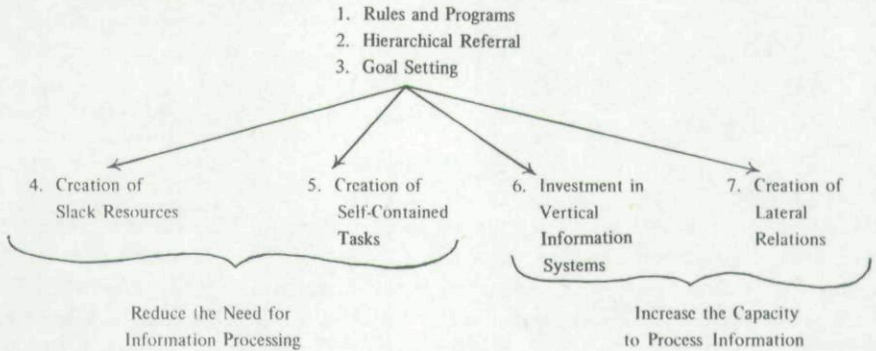 1. Rules and Programs
2. Hierarchical Referral
3. Goal Setting
4. Creation of
Slack Resources
5. Creation of
Self-Contained
Tasks
6. Investment in
Vertical
Information
Systems
7. Creation of
Lateral
Relations
Reduce the Need for
Information Processing
Increase the Capacity
to Process Information